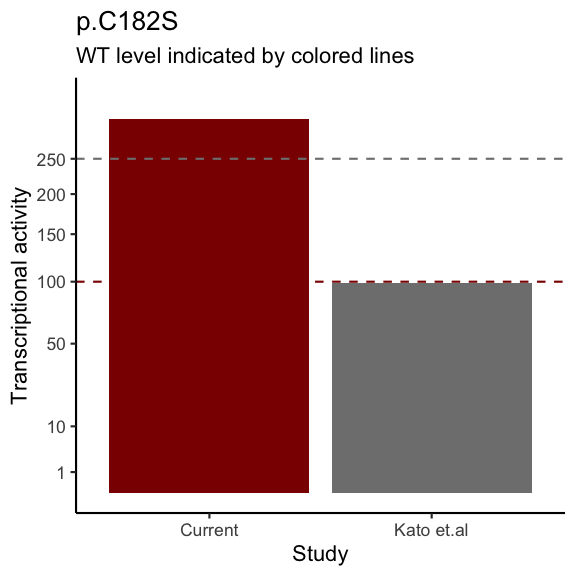 p.C182S
WT level indicated by colored lines
Transcriptional activity
250
200
150
100
50
10
1
Current
Kato et.al
Study